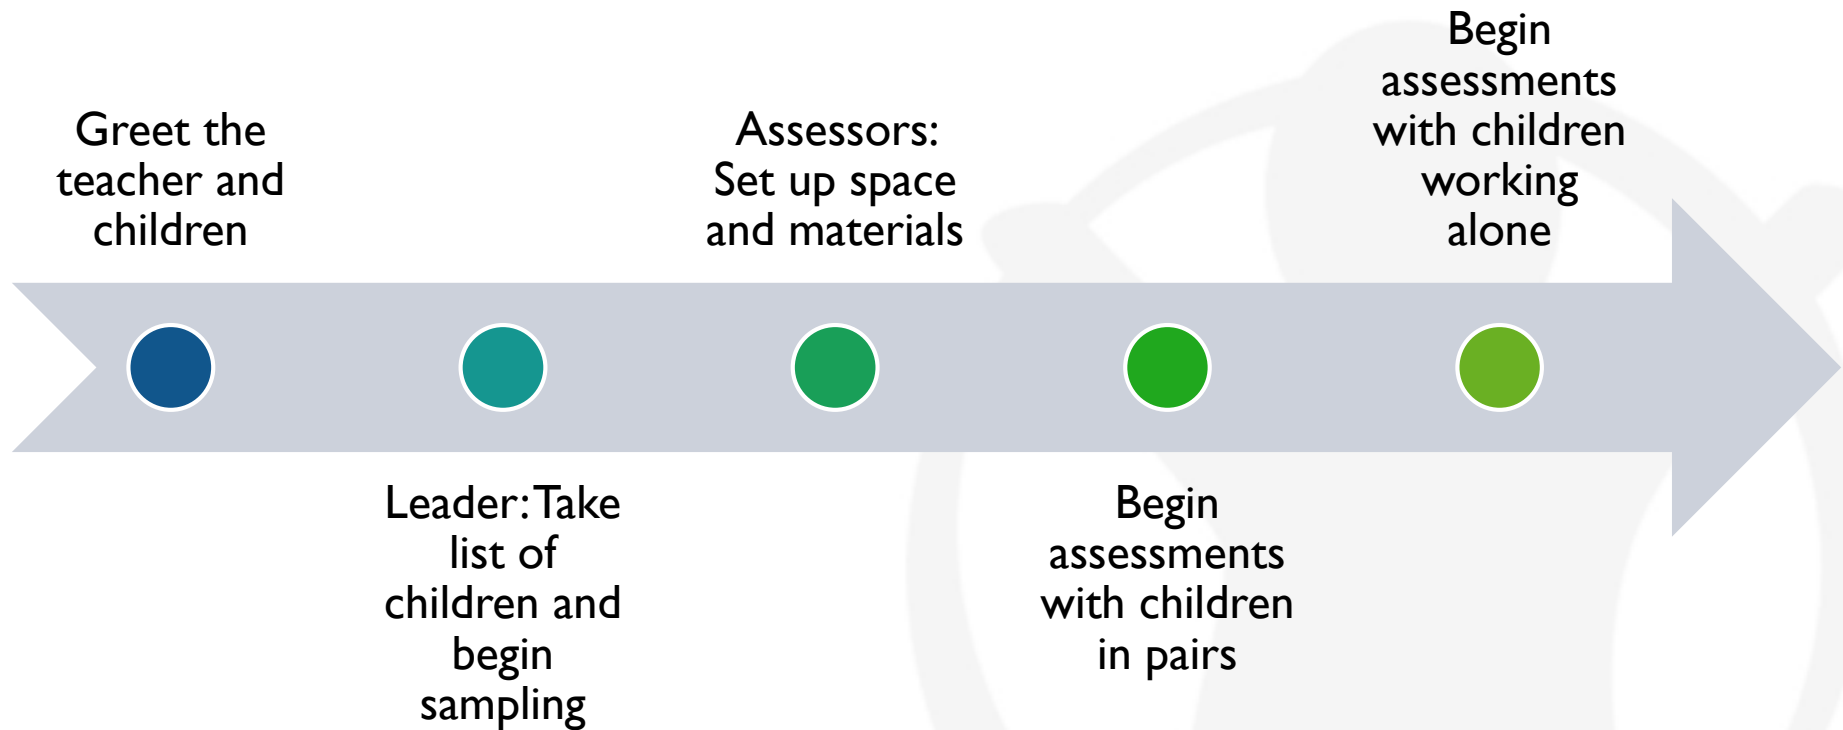 Greet the
teacher and
children
Leader: Take
list of
children and
begin
sampling
Assessors:
Set up space
and materials
Begin
assessments
with children
in pairs
Begin
assessments
with children
working
alone